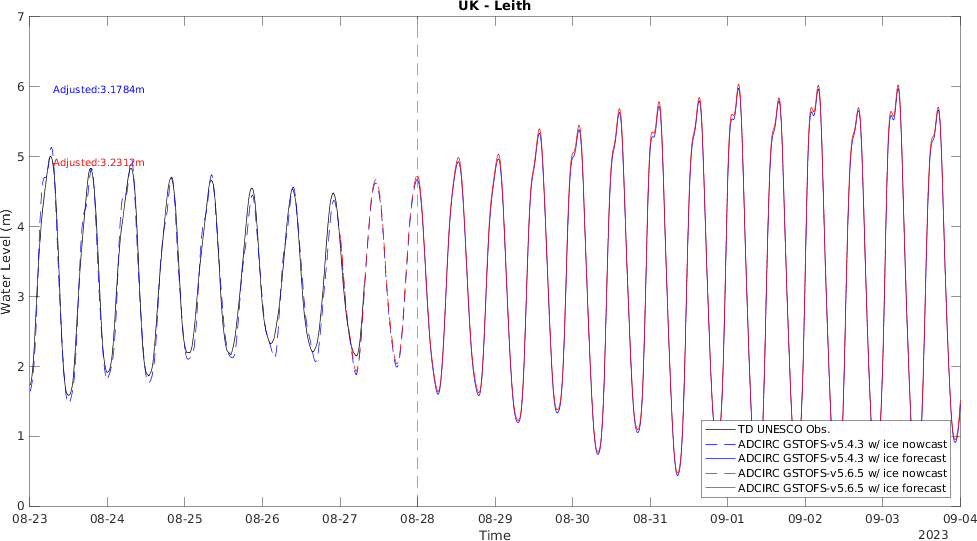 UK - Leith
7
6
5
4
3
2
1
0
Water Level (m)
Adjusted:3.1784m
Adjusted:3.2312m
TD UNESCO Obs.
ADCIRC GSTOFS-v5.4.3 w/ ice nowcast
ADCIRC GSTOFS-v5.4.3 w/ ice forecast
ADCIRC GSTOFS-v5.6.5 w/ ice nowcast
ADCIRC GSTOFS-v5.6.5 w/ ice forecast
08-23 08-24 08-25 08-26 08-27 08-28 08-29 08-30 08-31 09-01 09-02 09-03 09-04
Time
2023